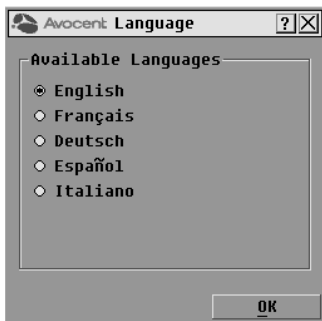 Avocent Language ? X
Available Languages
English
Français
Deutsch
Español
Italiano
OK